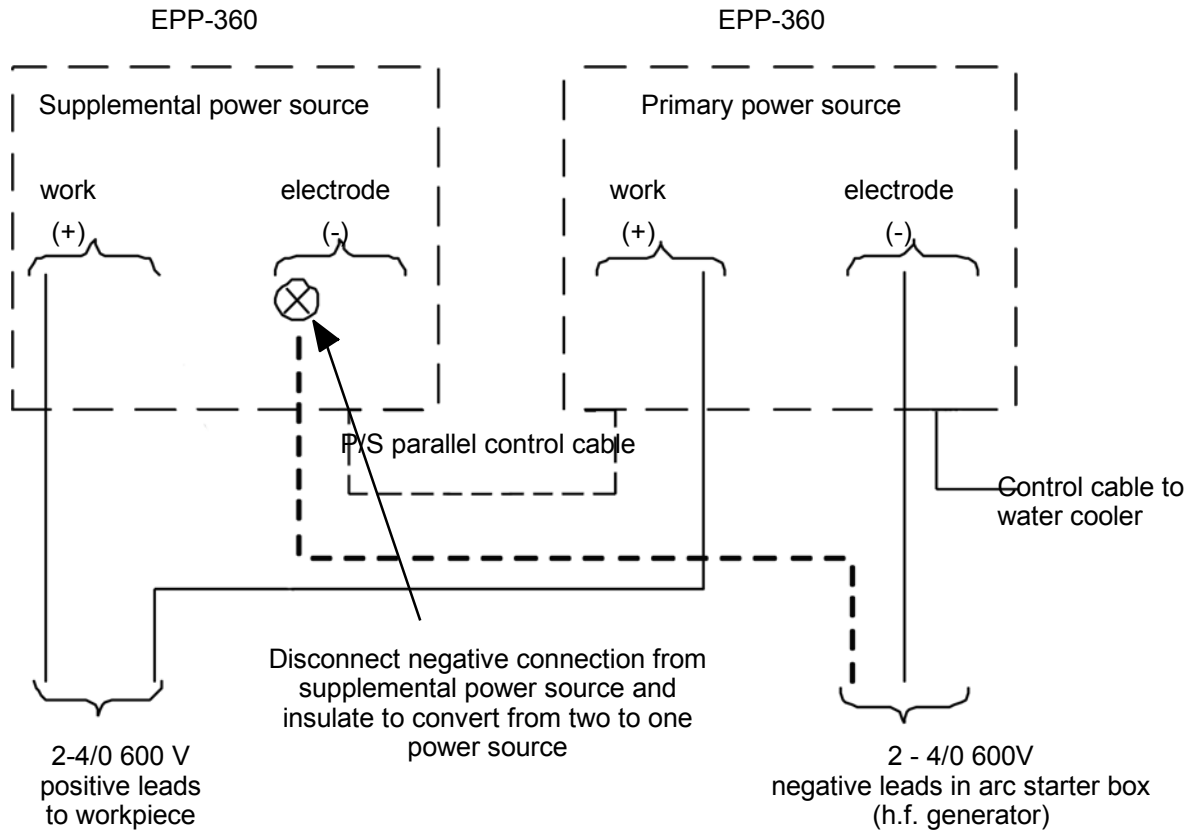 EPP-360
EPP-360
Supplemental power source
Primary power source
work
electrode
work
electrode
(+)
(-)
(+)
(-)
P/S parallel control cable
Control cable to
water cooler
Disconnect negative connection from
supplemental power source and
insulate to convert from two to one
power source
2-4/0 600 V
positive leads
to workpiece
2 - 4/0 600V
negative leads in arc starter box
(h.f. generator)